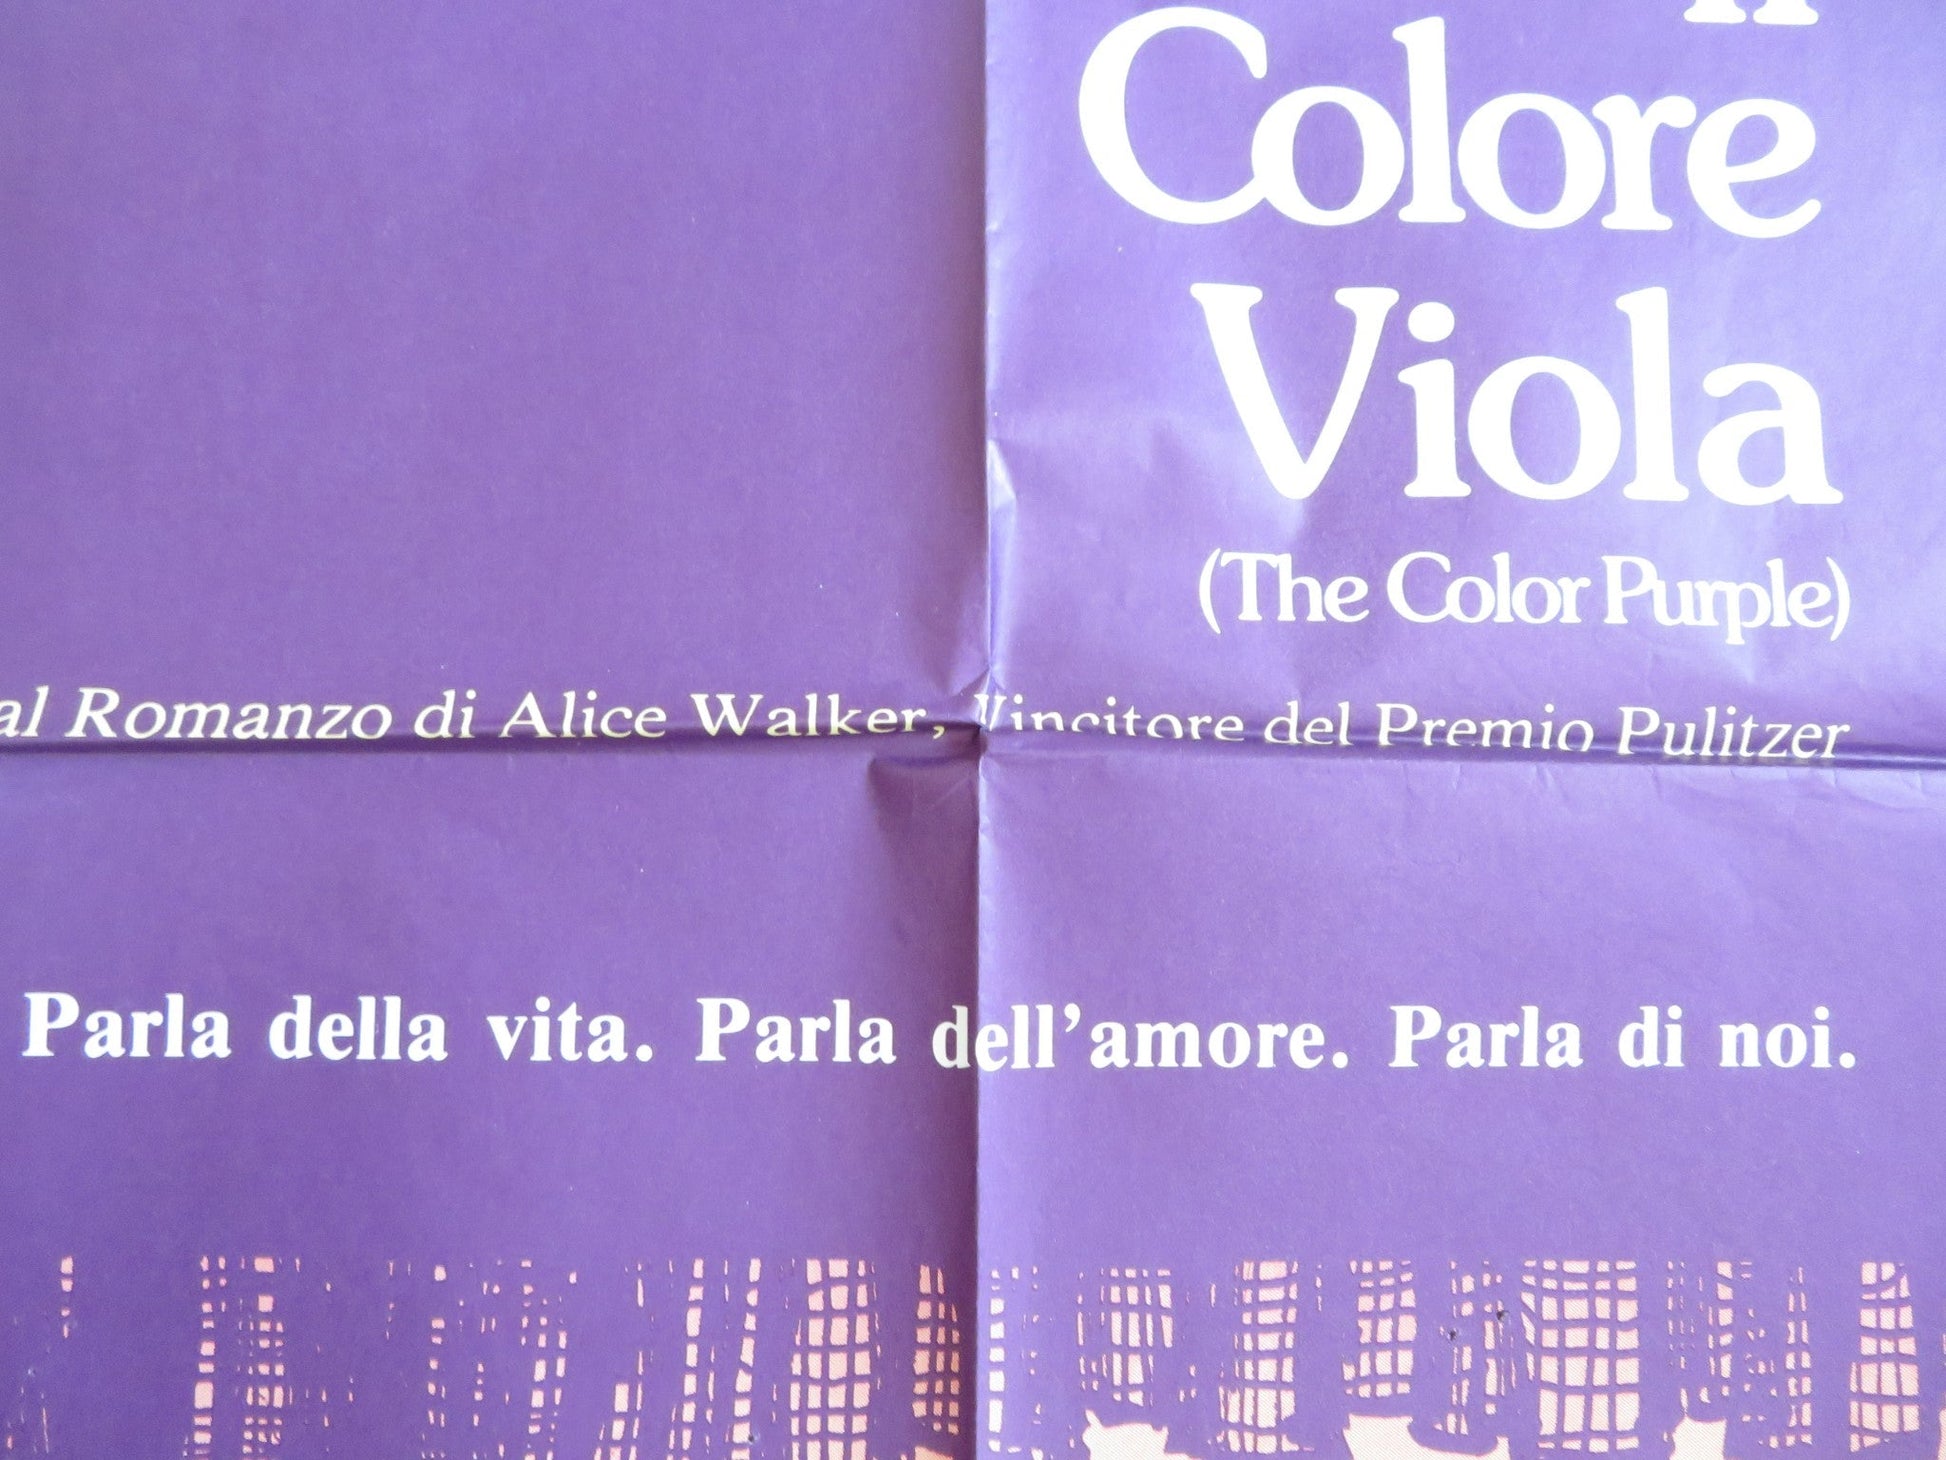 Il
Colore
Viola
(The Color Purple)
al Romanzo di Alice Walker, Vincitore del Premio Pulitzer
Parla della vita. Parla dell'amore. Parla di noi.